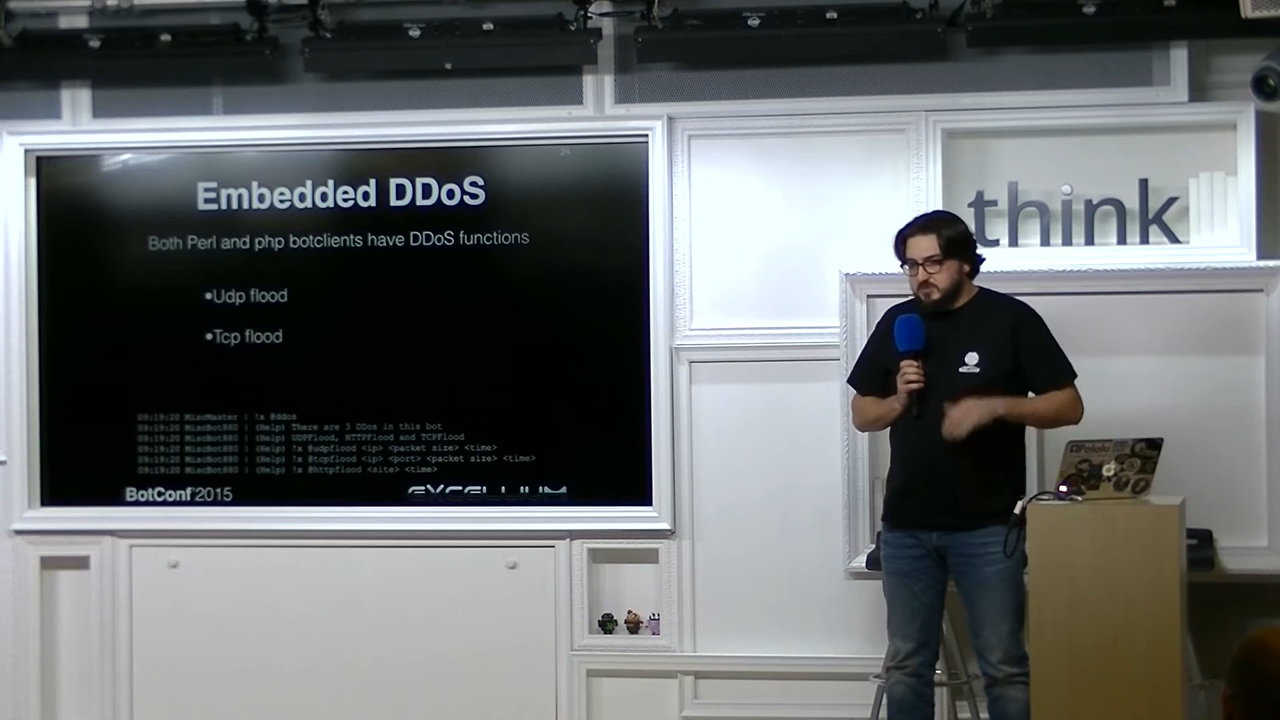 24
Embedded DDoS
Both Perl and php botclients have DDoS functions
•Udp flood
•Tcp flood
09:19:20 MiscMaster | !x @ddos
09:19:20 MiscBot880 | (Help) There are 3 DDos in this bot
09:19:20 MiscBot880 | (Help) UDPFlood, HTTPFlood and TCPFlood
09:19:20 MiscBot880 | (Help) !x @udpflood <ip> <packet size> <time>
09:19:20 MiscBot880 | (Help) !x @tcpflood <ip> <port> <packet size> <time>
09:19:20 MiscBot880 | (Help) !x @httpflood <site> <time>
BotConf'2015
EXCELLIUM
think
Pololu